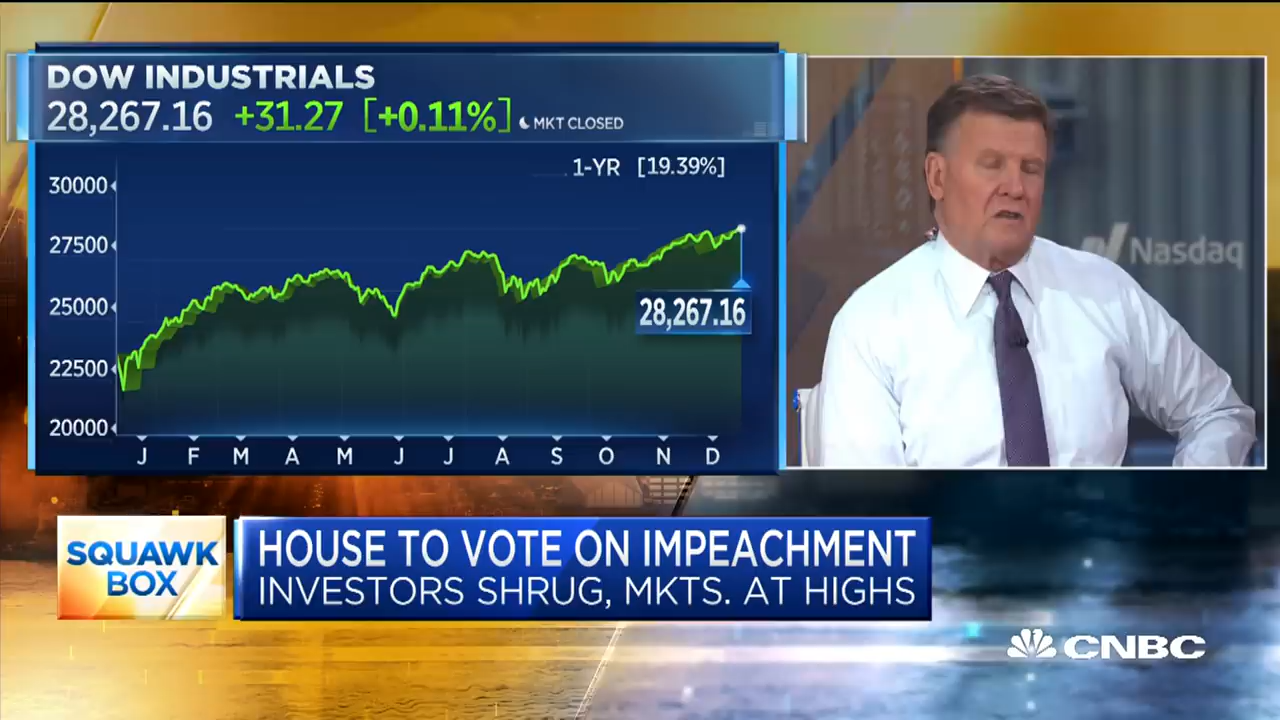 DOW INDUSTRIALS
28,267.16 +31.27 [+0.11%] MKT CLOSED
1-YR [19.39%]
30000
27500
25000
22500
20000
28,267.16
J F M A M J J A S O N D
Nasdaq
SQUAWK
BOX
HOUSE TO VOTE ON IMPEACHMENT
INVESTORS SHRUG, MKTS. AT HIGHS
CNBC